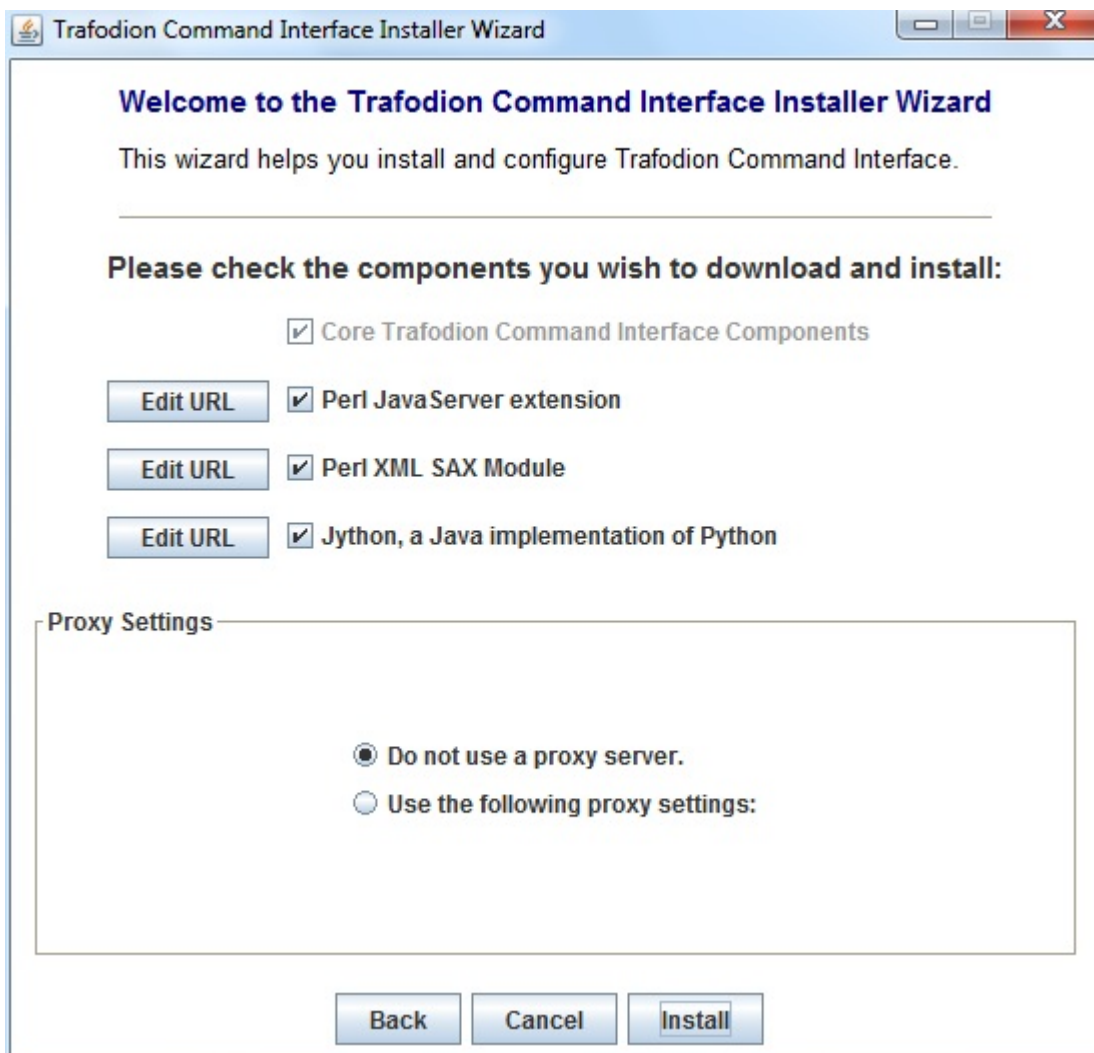 Trafodion Command Interface Installer Wizard
Welcome to the Trafodion Command Interface Installer Wizard
This wizard helps you install and configure Trafodion Command Interface.
Please check the components you wish to download and install:
Core Trafodion Command Interface Components
Edit URL Perl JavaServer extension
Edit URL Perl XML SAX Module
Edit URL Jython, a Java implementation of Python
Proxy Settings
Do not use a proxy server.
Use the following proxy settings:
Back Cancel Install